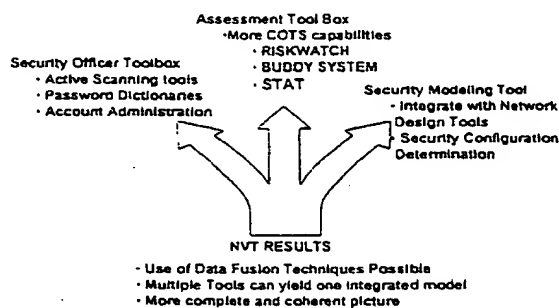 Assessment Tool Box
•More COTS capabilities
• RISKWATCH
• BUDDY SYSTEM
• STAT
Security Officer Toolbox
• Active Scanning tools
• Password Dictionaries
• Account Administration
Security Modeling Tool
• Integrate with Network
Design Tools
• Security Configuration
Determination
NVT RESULTS
• Use of Data Fusion Techniques Possible
• Multiple Tools can yield one integrated model
• More complete and coherent picture